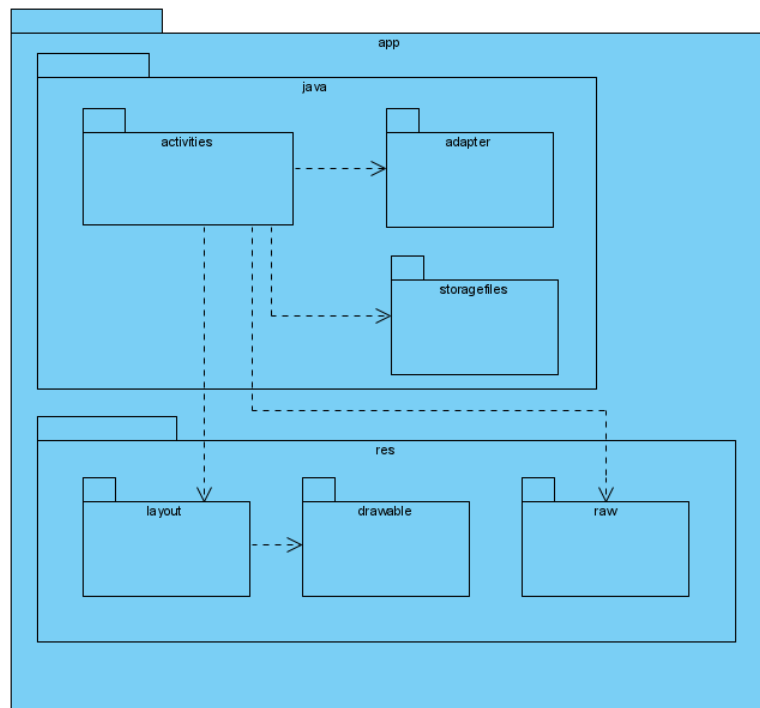 app
java
activities
adapter
storagefiles
res
layout
drawable
raw